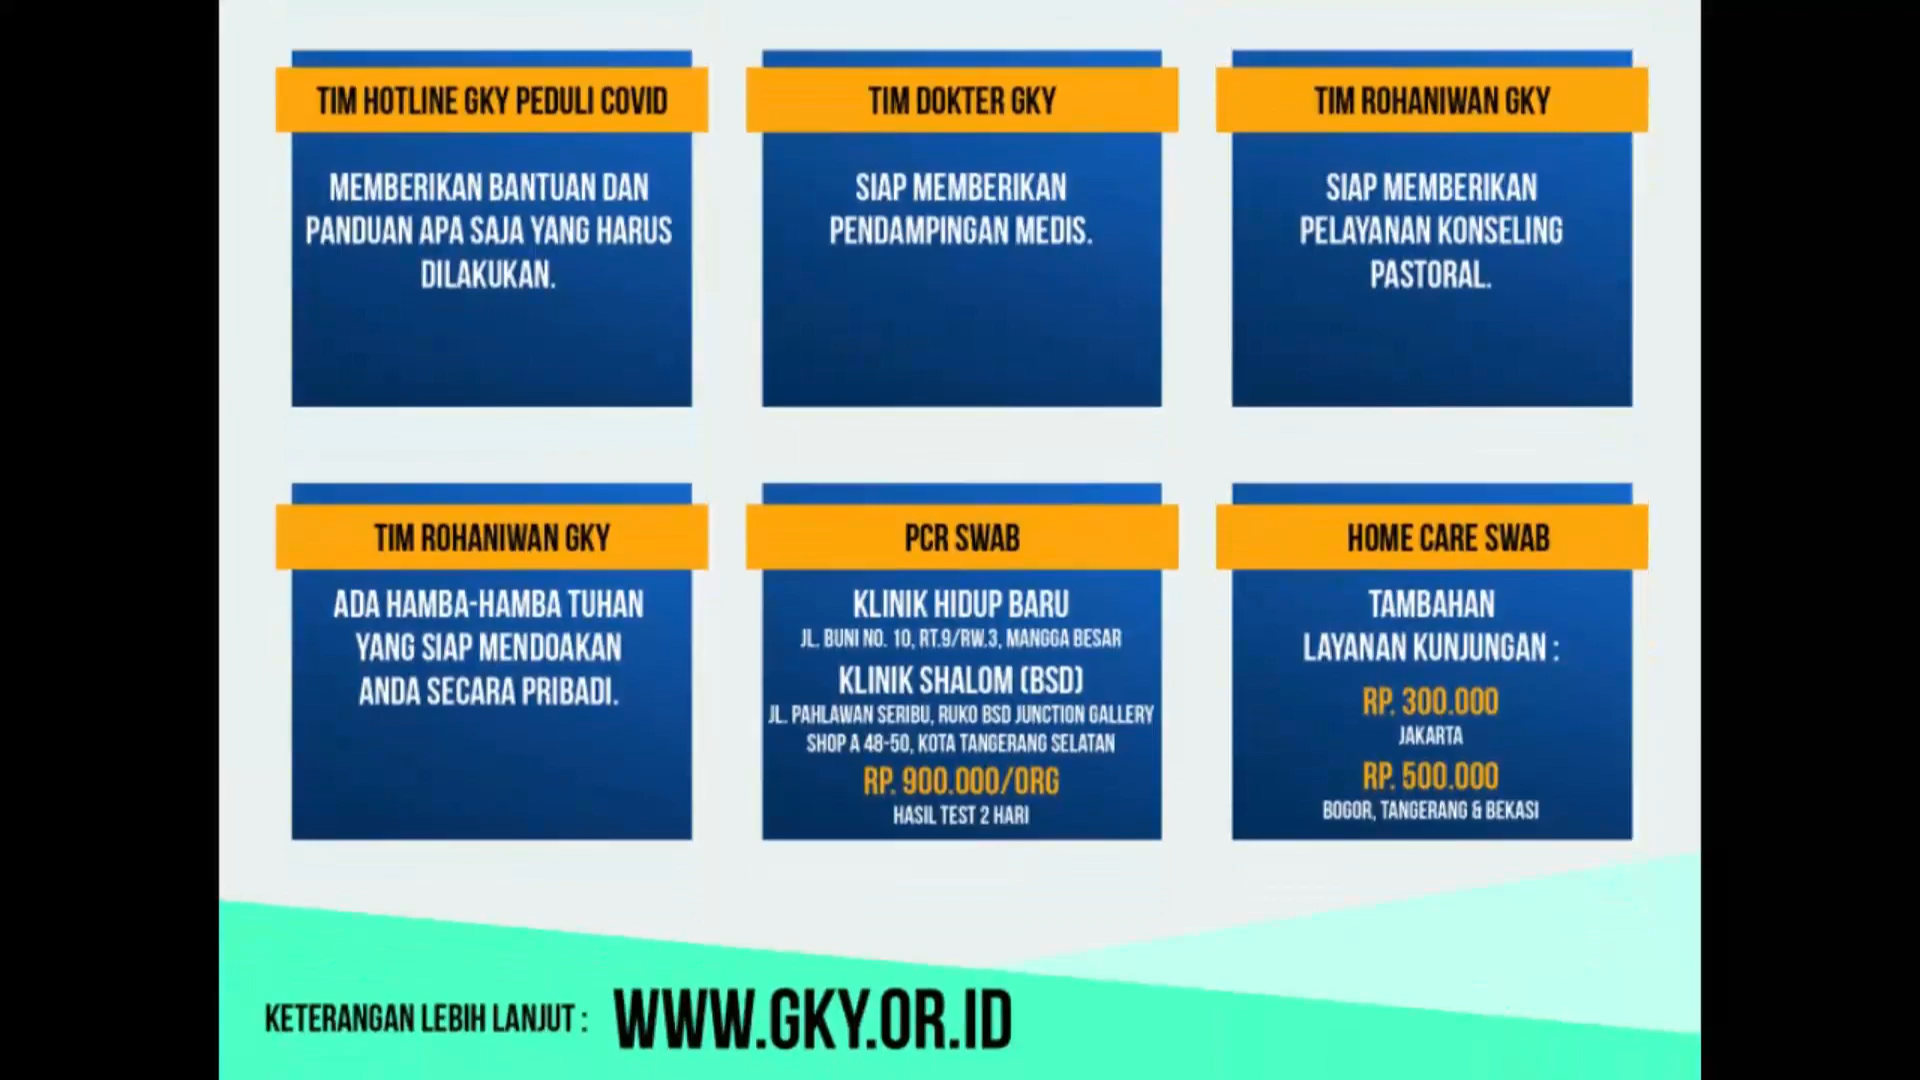 TIM HOTLINE GKY PEDULI COVID
MEMBERIKAN BANTUAN DAN
PANDUAN APA SAJA YANG HARUS
DILAKUKAN.
TIM DOKTER GKY
SIAP MEMBERIKAN
PENDAMPINGAN MEDIS.
TIM ROHANIWAN GKY
SIAP MEMBERIKAN
PELAYANAN KONSELING
PASTORAL.
TIM ROHANIWAN GKY
ADA HAMBA-HAMBA TUHAN
YANG SIAP MENDOAKAN
ANDA SECARA PRIBADI.
PCR SWAB
KLINIK HIDUP BARU
JL. BUNI NO. 10, RT.9/RW.3, MANGGA BESAR
KLINIK SHALOM (BSD)
JL. PAHLAWAN SERIBU, RUKO BSD JUNCTION GALLERY
SHOP A 48-50, KOTA TANGERANG SELATAN
RP. 900.000/ORG
HASIL TEST 2 HARI
HOME CARE SWAB
TAMBAHAN
LAYANAN KUNJUNGAN :
RP. 300.000
JAKARTA
RP. 500.000
BOGOR, TANGERANG & BEKASI
KETERANGAN LEBIH LANJUT : WWW.GKY.OR.ID